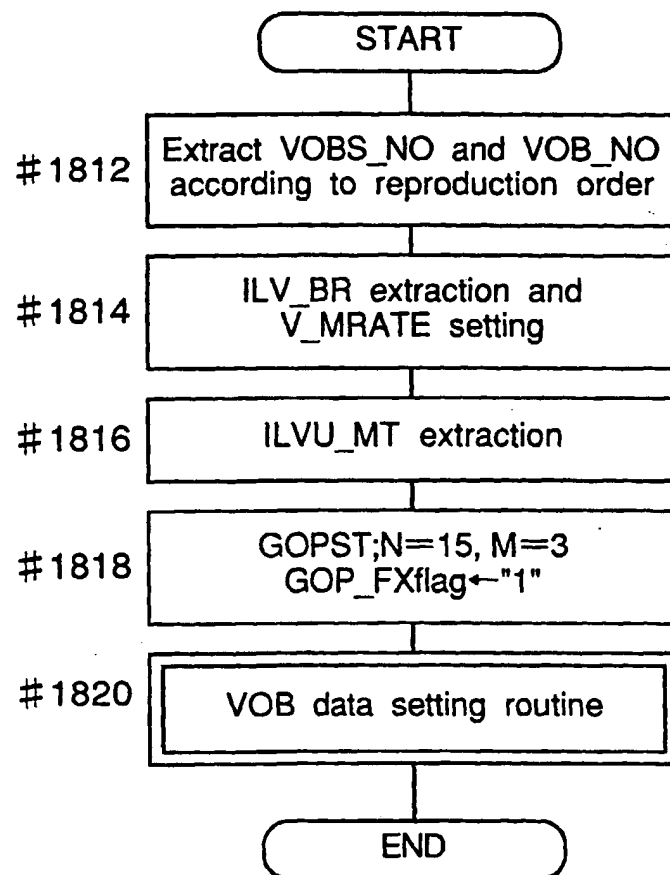 START
#1812
Extract VOBS_NO and VOB_NO
according to reproduction order
#1814
ILV_BR extraction and
V_MRATE setting
#1816
ILVU_MT extraction
#1818
GOPST;N=15, M=3
GOP_FXflag←"1"
#1820
VOB data setting routine
END